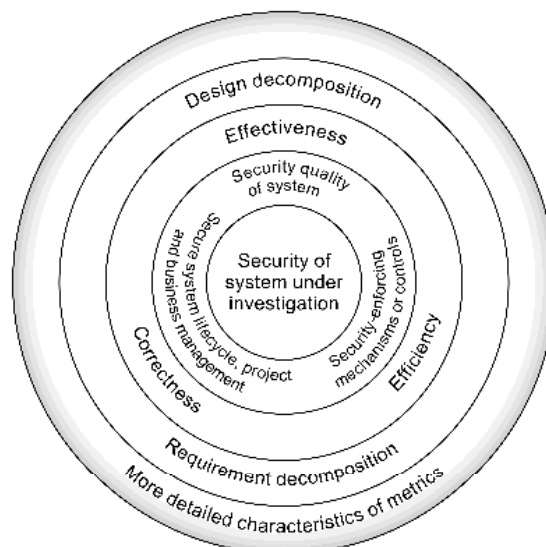 Design decomposition
Effectiveness
Security quality
of system
Security of
system under
investigation
Secure system lifecycle, project
and business management
Security-enforcing
mechanisms or controls
Correctness
Efficiency
Requirement decomposition
More detailed characteristics of metrics